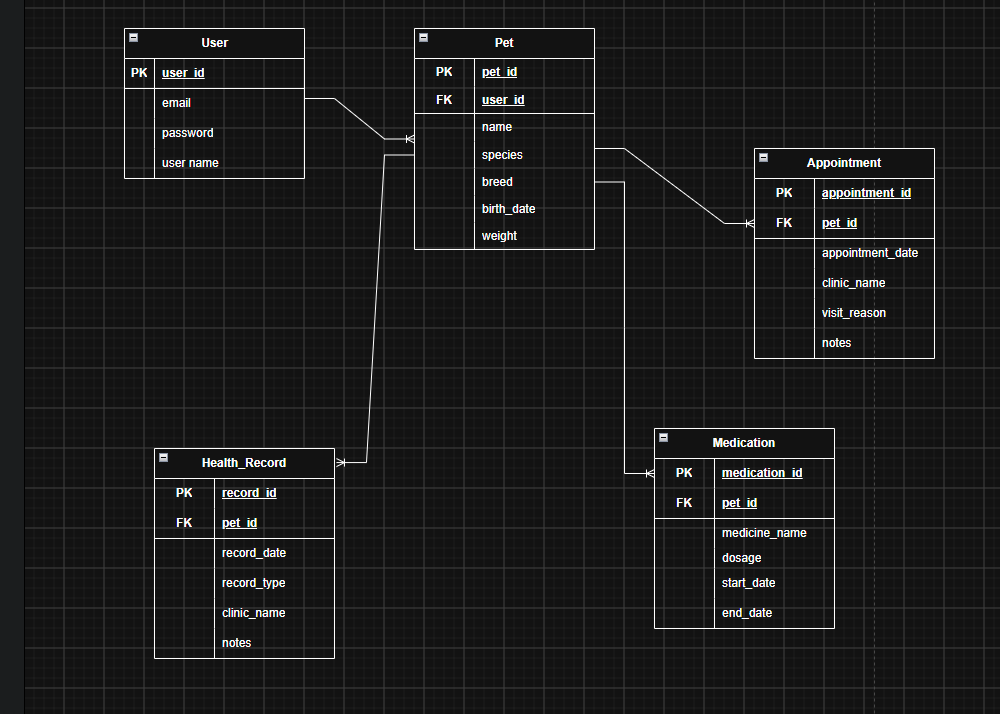 User
PK user_id
email
password
user name
Pet
PK pet_id
FK user_id
name
species
breed
birth_date
weight
Appointment
PK appointment_id
FK pet_id
appointment_date
clinic_name
visit_reason
notes
Health_Record
PK record_id
FK pet_id
record_date
record_type
clinic_name
notes
Medication
PK medication_id
FK pet_id
medicine_name
dosage
start_date
end_date